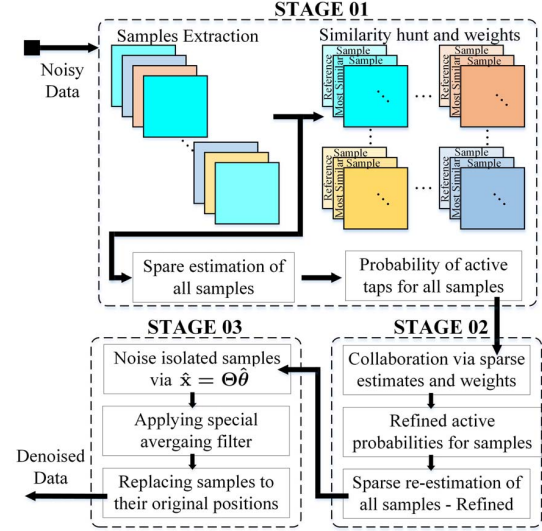 STAGE 01
Samples Extraction
Similarity hunt and weights
Noisy
Data
Sample
Sample
Reference
Most Similar
Sample
Sample
Reference
Most Similar
Sample
Sample
Reference
Most Similar
Sample
Sample
Reference
Most Similar
Spare estimation of
all samples
Probability of active
taps for all samples
STAGE 03
STAGE 02
Noise isolated samples
via x̂ = Θθ̂
Applying special
avergaing filter
Replacing samples to
their original positions
Denoised
Data
Collaboration via sparse
estimates and weights
Refined active
probabilities for samples
Sparse re-estimation of
all samples - Refined